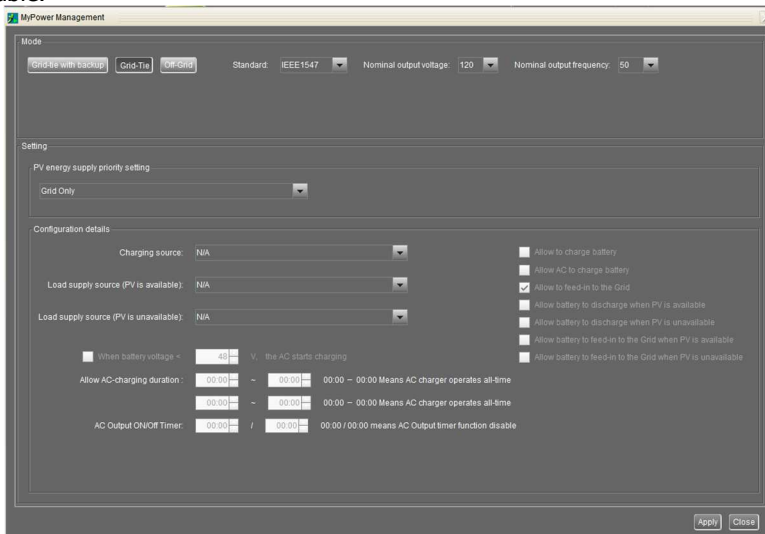 MyPower Management
Mode
Grid-tie with backup Grid-Tie Off-Grid Standard: IEEE1547 Nominal output voltage: 120 Nominal output frequency: 50
Setting
PV energy supply priority setting
Grid Only
Configuration details
Charging source: N/A
Load supply source (PV is available): N/A
Load supply source (PV is unavailable): N/A
Allow to charge battery
Allow AC to charge battery
Allow to feed-in to the Grid
Allow battery to discharge when PV is available
Allow battery to discharge when PV is unavailable
Allow battery to feed-in to the Grid when PV is available
Allow battery to feed-in to the Grid when PV is unavailable
When battery voltage < 48 V, the AC starts charging
Allow AC-charging duration : 00:00 ~ 00:00 00:00 – 00:00 Means AC charger operates all-time
00:00 ~ 00:00 00:00 – 00:00 Means AC charger operates all-time
AC Output ON/Off Timer: 00:00 / 00:00 00:00 / 00:00 means AC Output timer function disable
Apply Close